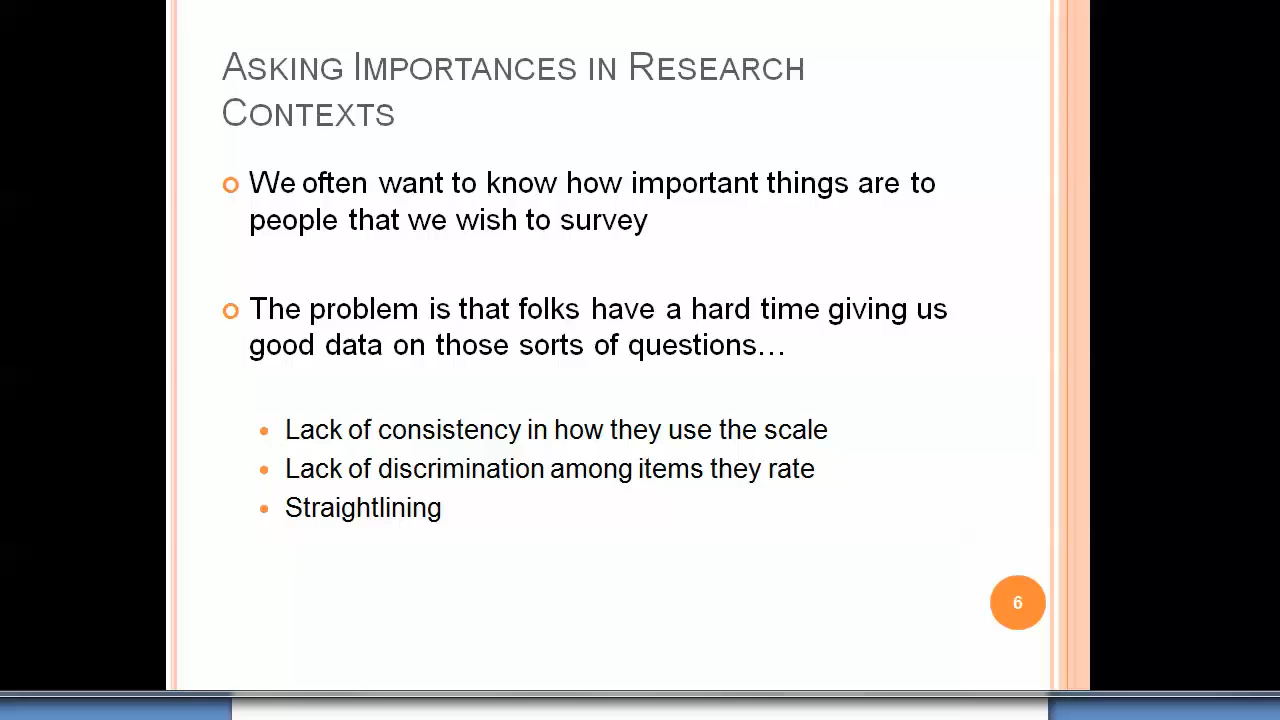 Asking Importances in Research
Contexts
We often want to know how important things are to
people that we wish to survey
The problem is that folks have a hard time giving us
good data on those sorts of questions…
Lack of consistency in how they use the scale
Lack of discrimination among items they rate
Straightlining
6